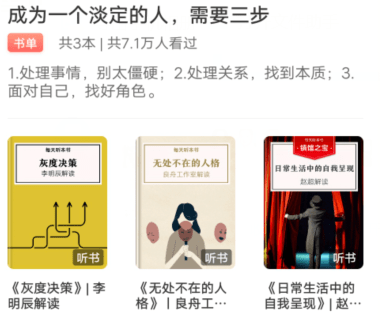 成为一个淡定的人，需要三步
书单 共3本 | 共7.1万人看过
1.处理事情，别太僵硬；2.处理关系，找到本质；3.
面对自己，找好角色。
每天听本书
灰度决策
李明辰解读
听书
每天听本书
无处不在的人格
良舟工作室解读
听书
每天听本书
镇馆之宝
日常生活中的自我呈现
赵超解读
听书
《灰度决策》| 李
明辰解读
《无处不在的人
格》丨良舟工…
《日常生活中的
自我呈现》| 赵…